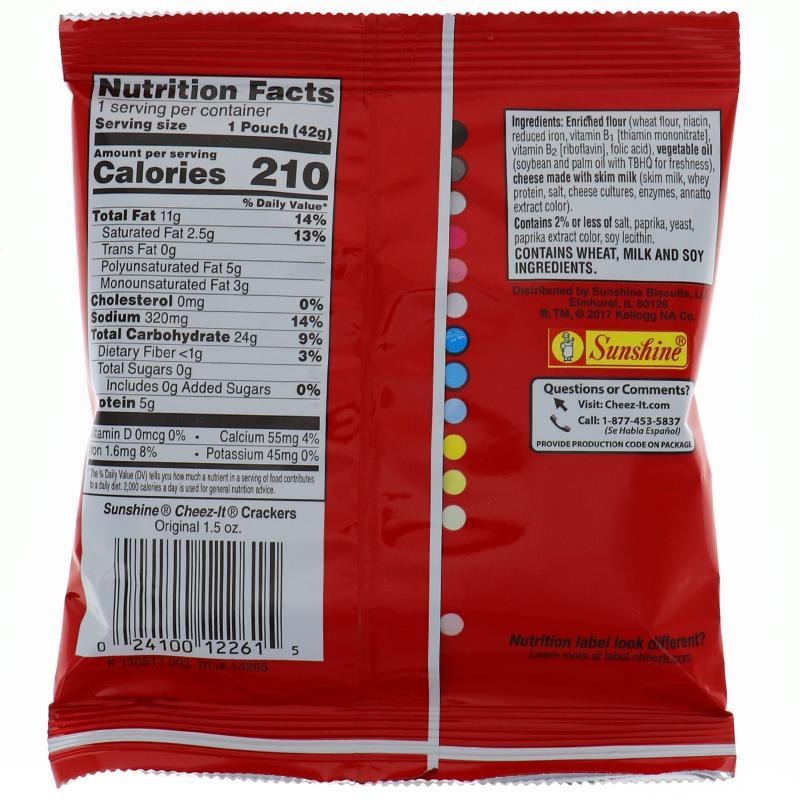 Nutrition Facts
1 serving per container
Serving size 1 Pouch (42g)
Amount per serving
Calories 210
% Daily Value*
Total Fat 11g 14%
Saturated Fat 2.5g 13%
Trans Fat 0g
Polyunsaturated Fat 5g
Monounsaturated Fat 3g
Cholesterol 0mg 0%
Sodium 320mg 14%
Total Carbohydrate 24g 9%
Dietary Fiber <1g 3%
Total Sugars 0g
Includes 0g Added Sugars 0%
otein 5g
tamin D 0mcg 0% • Calcium 55mg 4%
ron 1.6mg 8% • Potassium 45mg 0%
* The % Daily Value (DV) tells you how much a nutrient in a serving of food contributes
to a daily diet. 2,000 calories a day is used for general nutrition advice.
Sunshine® Cheez-It® Crackers
Original 1.5 oz.
0 24100 12261 5
K 130517 003 14265
Ingredients: Enriched flour (wheat flour, niacin,
reduced iron, vitamin B1 [thiamin mononitrate],
vitamin B2 [riboflavin], folic acid), vegetable oil
(soybean and palm oil with TBHQ for freshness),
cheese made with skim milk (skim milk, whey
protein, salt, cheese cultures, enzymes, annatto
extract color).
Contains 2% or less of salt, paprika, yeast,
paprika extract color, soy lecithin.
CONTAINS WHEAT, MILK AND SOY
INGREDIENTS.
Distributed by Sunshine Biscuits, LL
Elmhurst, IL 60126
®, TM, © 2017 Kellogg NA Co.
Sunshine®
Questions or Comments?
Visit: Cheez-It.com
Call: 1-877-453-5837
(Se Habla Español)
PROVIDE PRODUCTION CODE ON PACKAGE
Nutrition label look different?
Learn more at label.cheezit.com